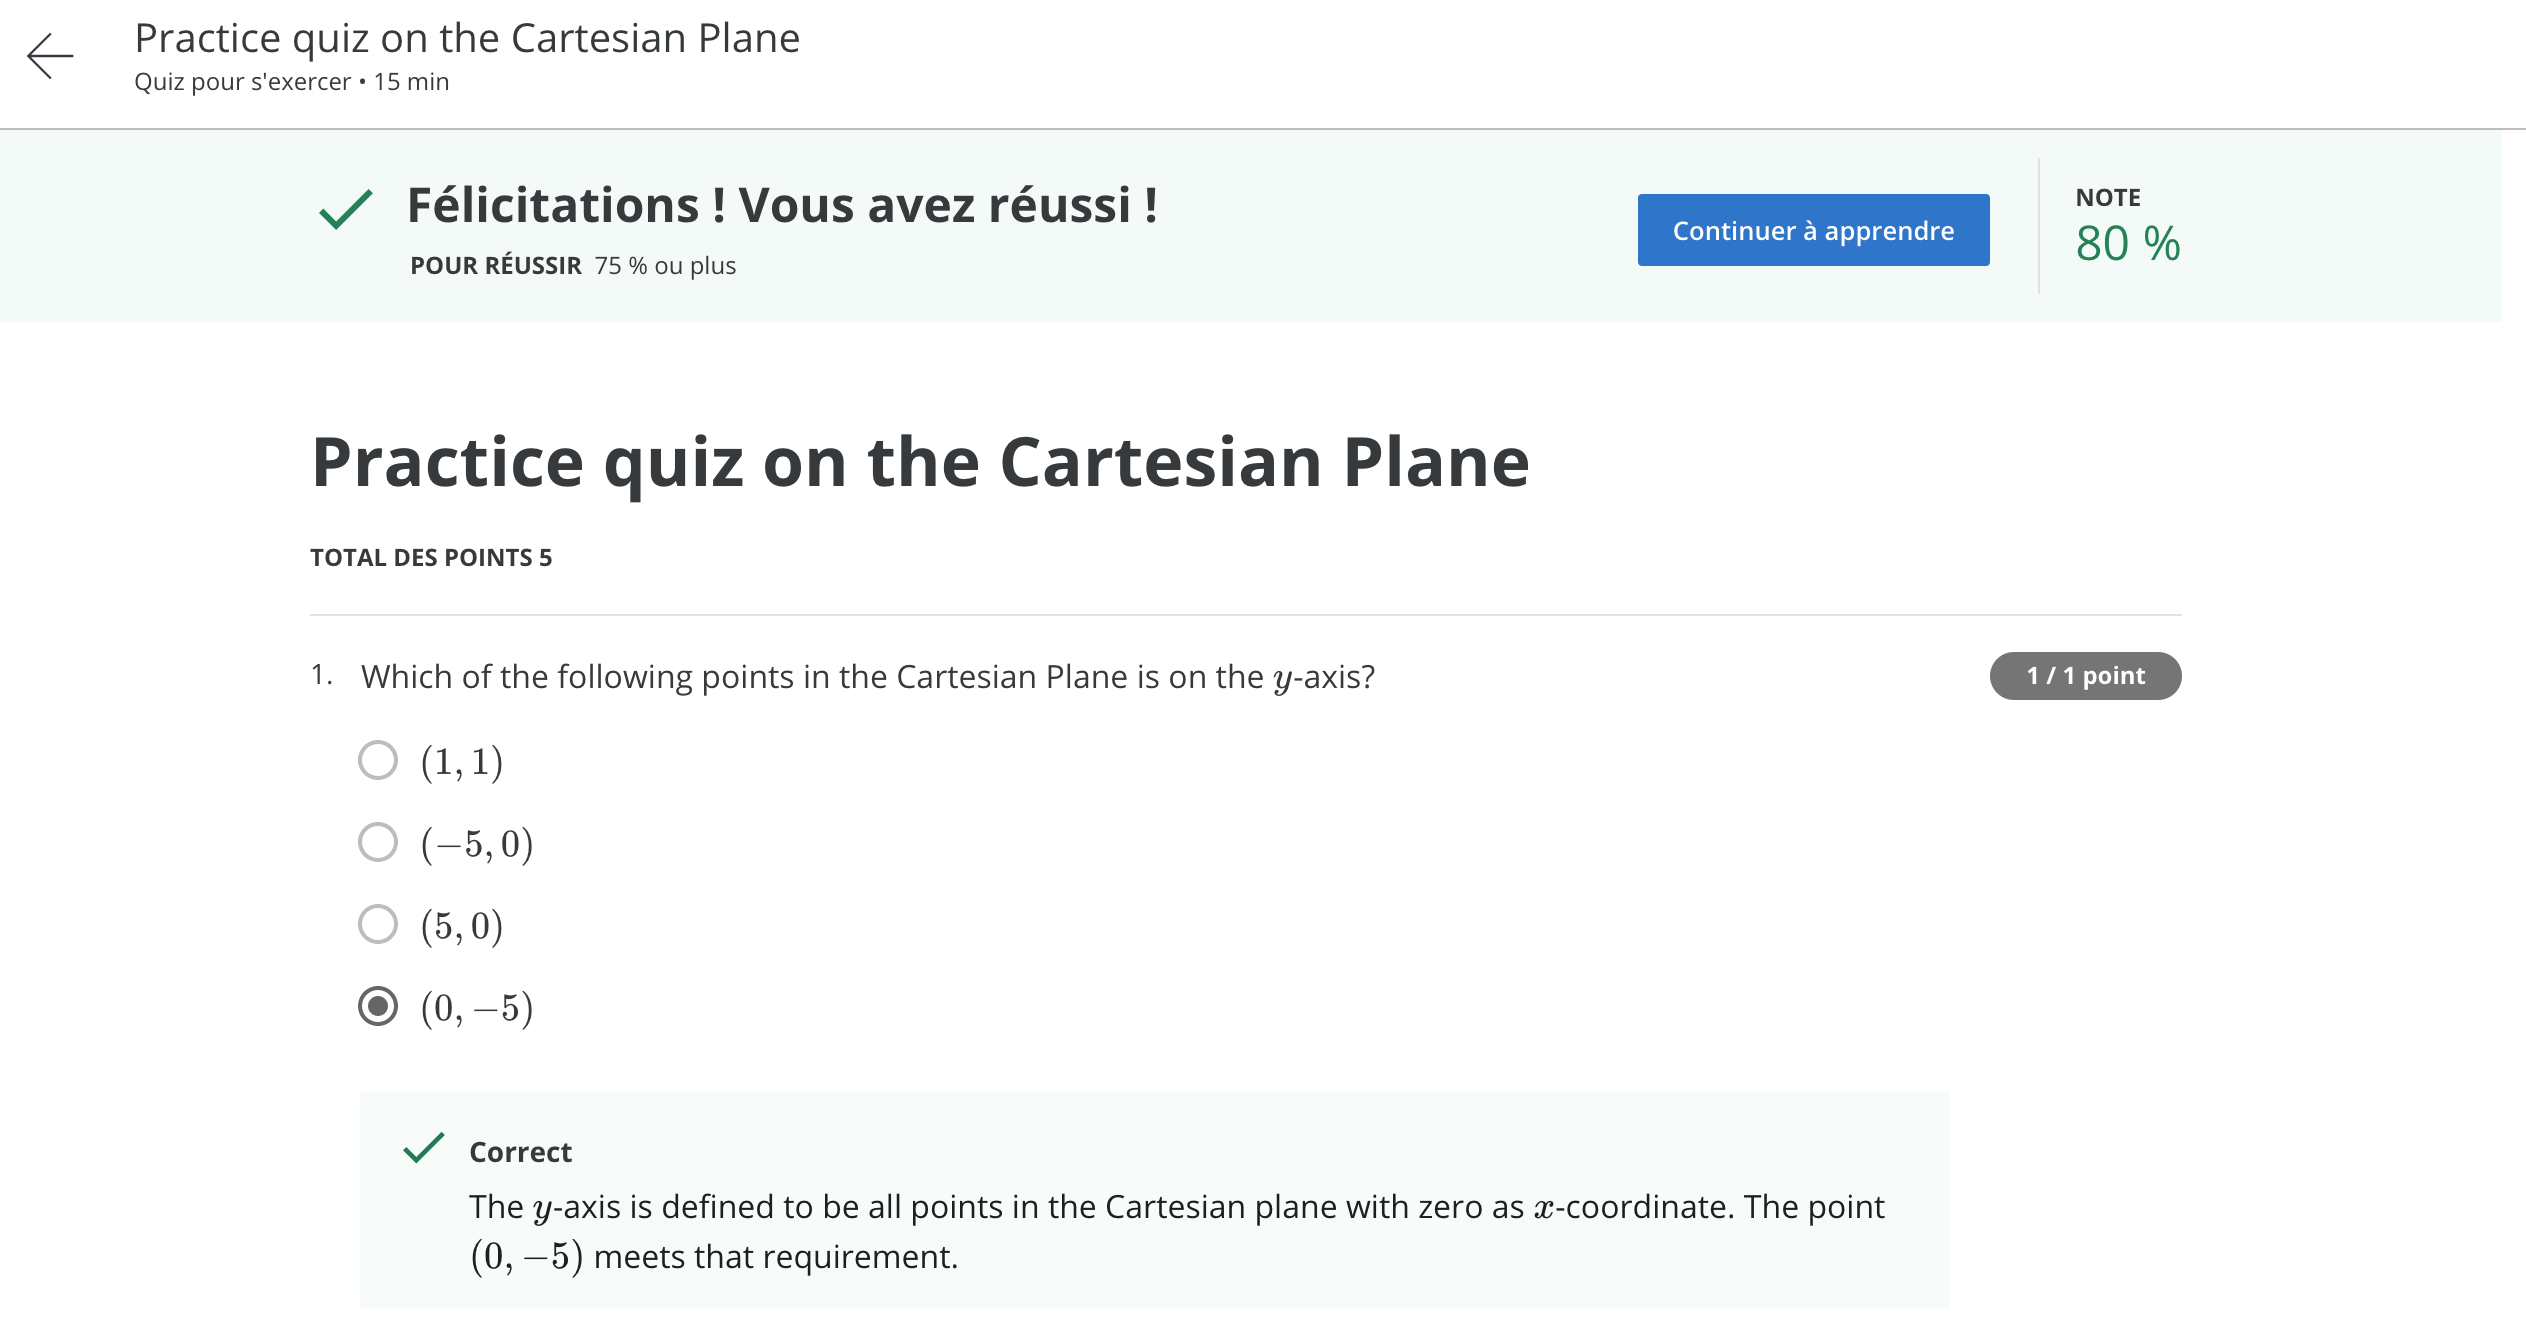 Practice quiz on the Cartesian Plane
Quiz pour s'exercer • 15 min
Félicitations ! Vous avez réussi !
POUR RÉUSSIR 75 % ou plus
Continuer à apprendre
NOTE
80 %
Practice quiz on the Cartesian Plane
TOTAL DES POINTS 5
1. Which of the following points in the Cartesian Plane is on the y-axis?
1 / 1 point
(1, 1)
(−5, 0)
(5, 0)
(0, −5)
Correct
The y-axis is defined to be all points in the Cartesian plane with zero as x-coordinate. The point
(0, −5) meets that requirement.